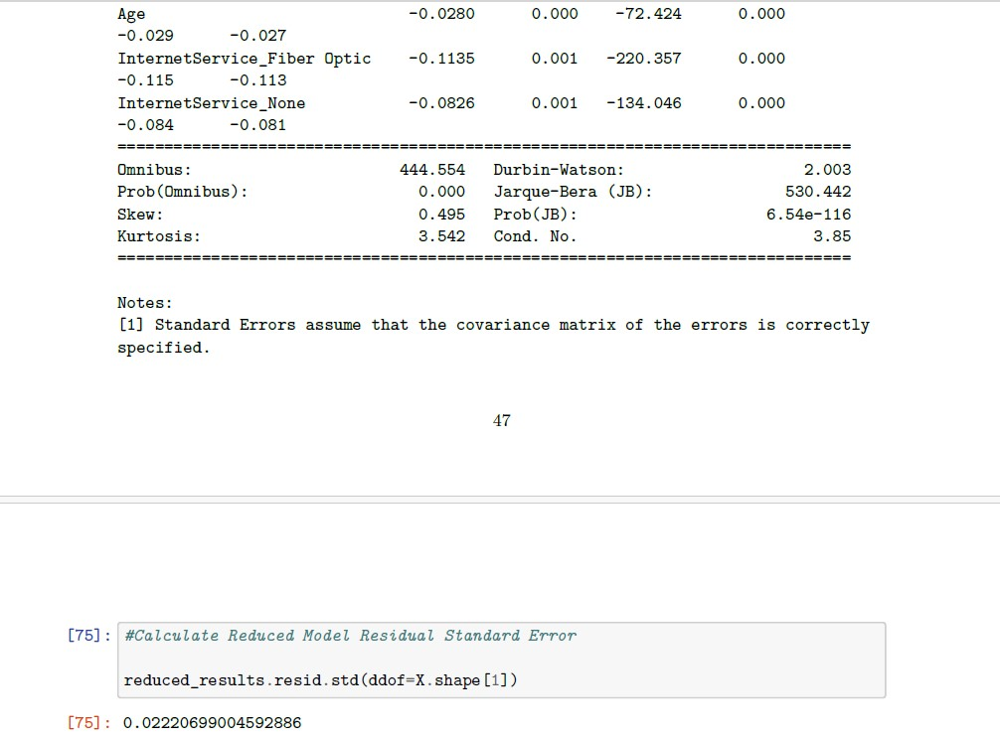 Age -0.0280 0.000 -72.424 0.000
-0.029 -0.027
InternetService_Fiber Optic -0.1135 0.001 -220.357 0.000
-0.115 -0.113
InternetService_None -0.0826 0.001 -134.046 0.000
-0.084 -0.081
==============================================================================
Omnibus: 444.554 Durbin-Watson: 2.003
Prob(Omnibus): 0.000 Jarque-Bera (JB): 530.442
Skew: 0.495 Prob(JB): 6.54e-116
Kurtosis: 3.542 Cond. No. 3.85
==============================================================================
Notes:
[1] Standard Errors assume that the covariance matrix of the errors is correctly
specified.
47
[75]: #Calculate Reduced Model Residual Standard Error
reduced_results.resid.std(ddof=X.shape[1])
[75]: 0.02220699004592886